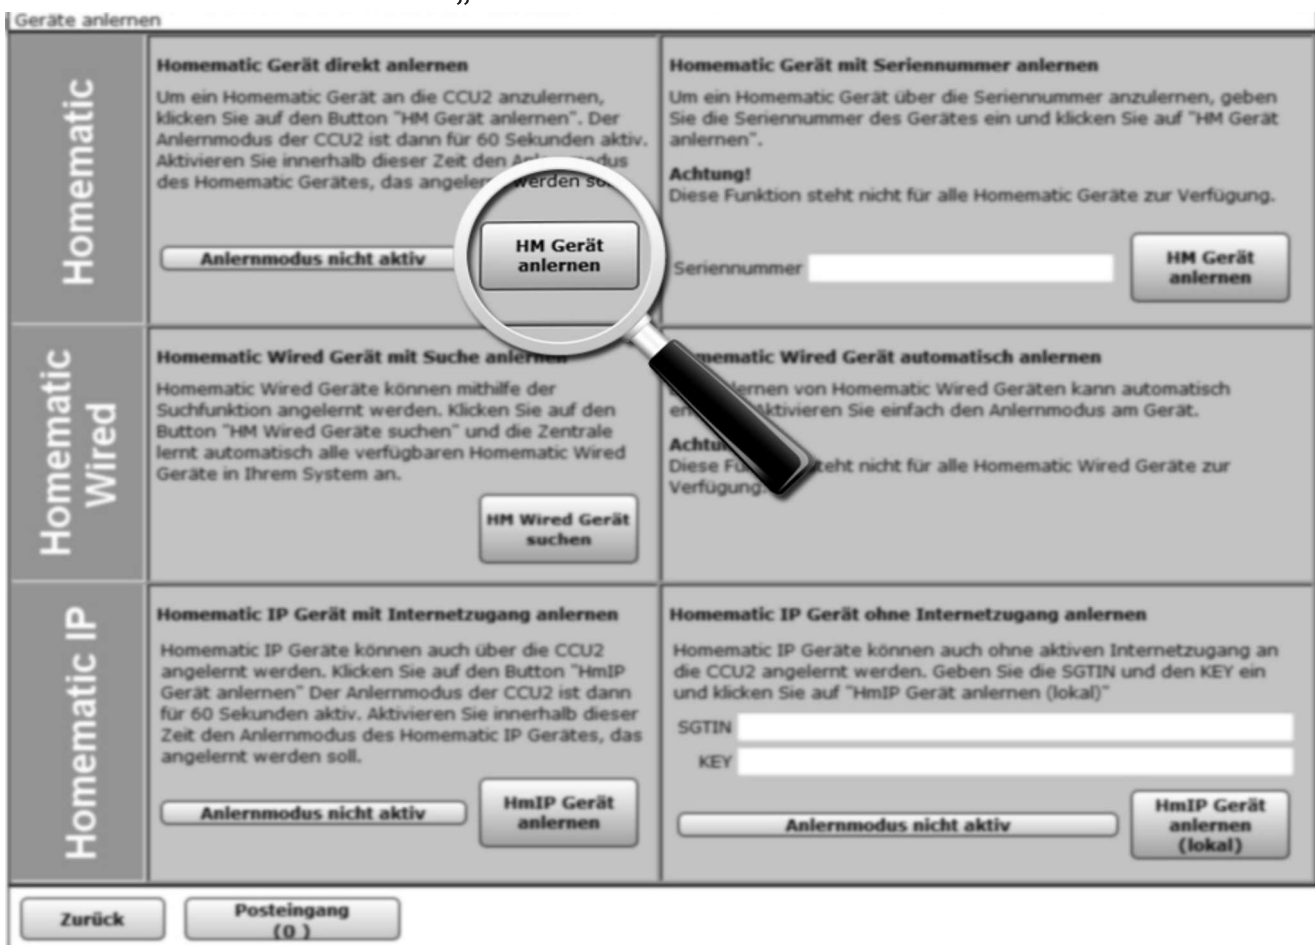 „
Geräte anlernen
Homematic
Homematic Gerät direkt anlernen
Um ein Homematic Gerät an die CCU2 anzulernen,
klicken Sie auf den Button "HM Gerät anlernen". Der
Anlernmodus der CCU2 ist dann für 60 Sekunden aktiv.
Aktivieren Sie innerhalb dieser Zeit den Anlernmodus
des Homematic Gerätes, das werden
Anlernmodus nicht aktiv
HM Gerät
anlernen
Homematic Gerät mit Seriennummer anlernen
Um ein Homematic Gerät über die Seriennummer anzulernen, geben
Sie die Seriennummer des Gerätes ein und klicken Sie auf "HM Gerät
anlernen".
Achtung!
Diese Funktion steht nicht für alle Homematic Geräte zur Verfügung.
Seriennummer
HM Gerät
anlernen
Homematic
Wired
Homematic Wired Gerät mit Suche anlernen
Homematic Wired Geräte können mithilfe der
Suchfunktion angelernt werden. Klicken Sie auf den
Button "HM Wired Geräte suchen" und die Zentrale
lernt automatisch alle verfügbaren Homematic Wired
Geräte in Ihrem System an.
HM Wired Gerät
suchen
Homematic Wired Gerät automatisch anlernen
von Homematic Wired Geräten kann automatisch
Aktivieren Sie einfach den Anlernmodus am Gerät.
Diese steht nicht für alle Homematic Wired Geräte zur
Verfügung.
Homematic IP
Homematic IP Gerät mit Internetzugang anlernen
Homematic IP Geräte können auch über die CCU2
angelernt werden. Klicken Sie auf den Button "HmIP
Gerät anlernen" Der Anlernmodus der CCU2 ist dann
für 60 Sekunden aktiv. Aktivieren Sie innerhalb dieser
Zeit den Anlernmodus des Homematic IP Gerätes, das
angelernt werden soll.
Anlernmodus nicht aktiv
HmIP Gerät
anlernen
Homematic IP Gerät ohne Internetzugang anlernen
Homematic IP Geräte können auch ohne aktiven Internetzugang an
die CCU2 angelernt werden. Geben Sie die SGTIN und den KEY ein
und klicken Sie auf "HmIP Gerät anlernen (lokal)"
SGTIN
KEY
Anlernmodus nicht aktiv
HmIP Gerät
anlernen
(lokal)
Zurück
Posteingang
(0 )